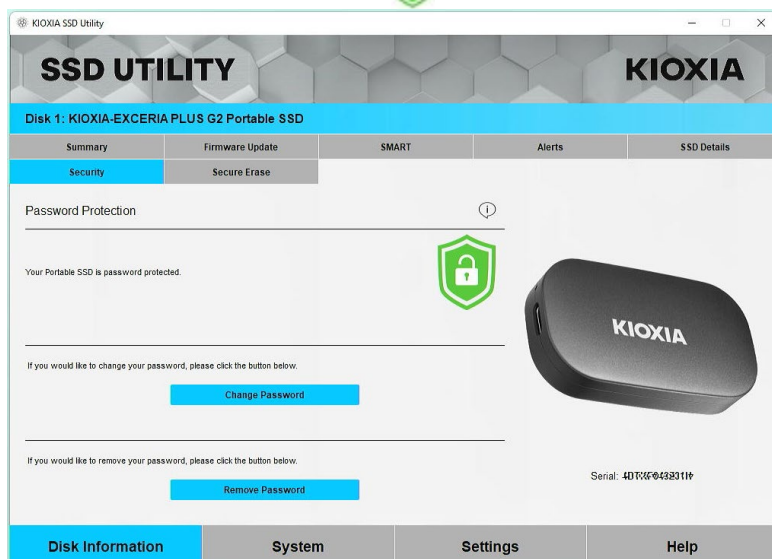 KIOXIA SSD Utility
SSD UTILITY
KIOXIA
Disk 1: KIOXIA-EXCERIA PLUS G2 Portable SSD
Summary
Firmware Update
SMART
Alerts
SSD Details
Security
Secure Erase
Password Protection
Your Portable SSD is password protected.
KIOXIA
If you would like to change your password, please click the button below.
Change Password
If you would like to remove your password, please click the button below.
Serial:
Remove Password
Disk Information
System
Settings
Help